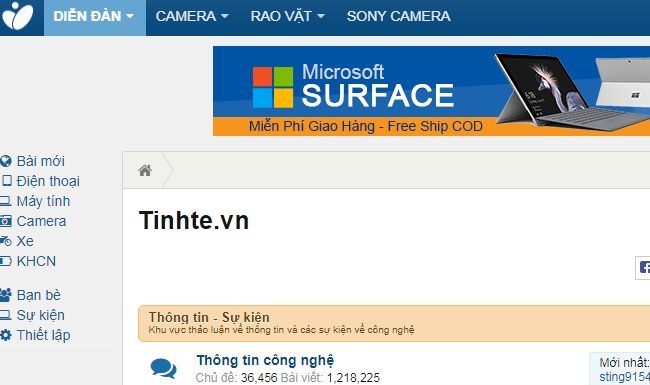 DIỄN ĐÀN CAMERA RAO VẶT SONY CAMERA
Microsoft
SURFACE
Miễn Phí Giao Hàng - Free Ship COD
Bài mới
Điện thoại
Máy tính
Camera
Xe
KHCN
Bạn bè
Sự kiện
Thiết lập
Tinhte.vn
Thông tin - Sự kiện
Khu vực thảo luận về thông tin và các sự kiện về công nghệ
Thông tin công nghệ
Chủ đề: 36,456 Bài viết: 1,218,225
Mới nhất:
sting9154